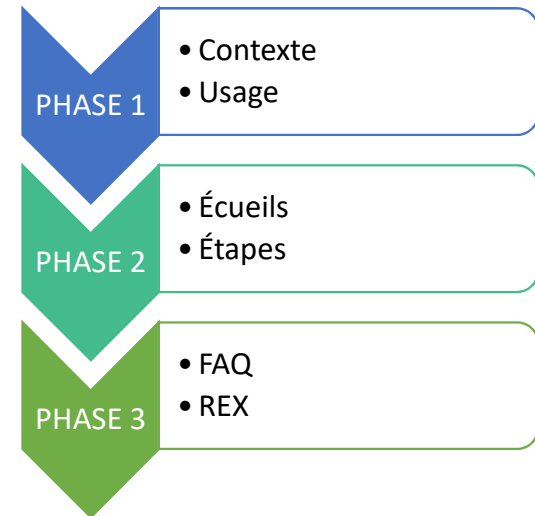 PHASE 1
• Contexte
• Usage
PHASE 2
• Écueils
• Étapes
PHASE 3
• FAQ
• REX